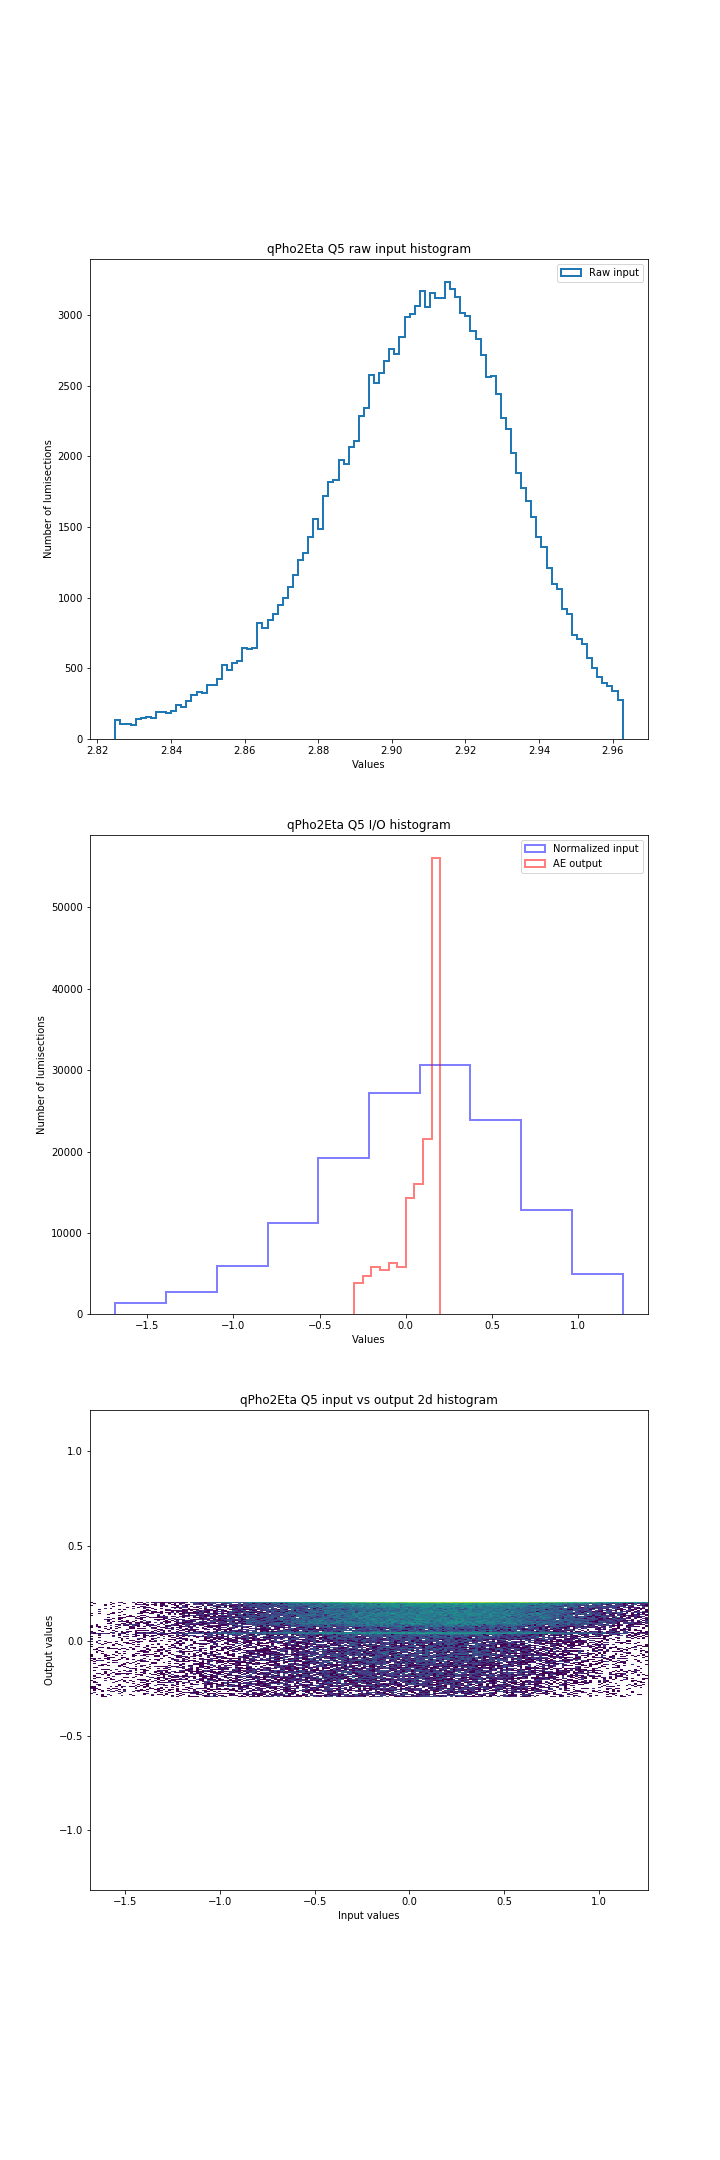 qPho2Eta Q5 raw input histogram
Raw input
3000
2500
2000
1500
1000
500
0
Number of lumisections
2.82 2.84 2.86 2.88 2.90 2.92 2.94 2.96
Values
qPho2Eta Q5 I/O histogram
Normalized input
AE output
50000
40000
30000
20000
10000
0
Number of lumisections
−1.5 −1.0 −0.5 0.0 0.5 1.0
Values
qPho2Eta Q5 input vs output 2d histogram
1.0
0.5
0.0
−0.5
−1.0
Output values
−1.5 −1.0 −0.5 0.0 0.5 1.0
Input values